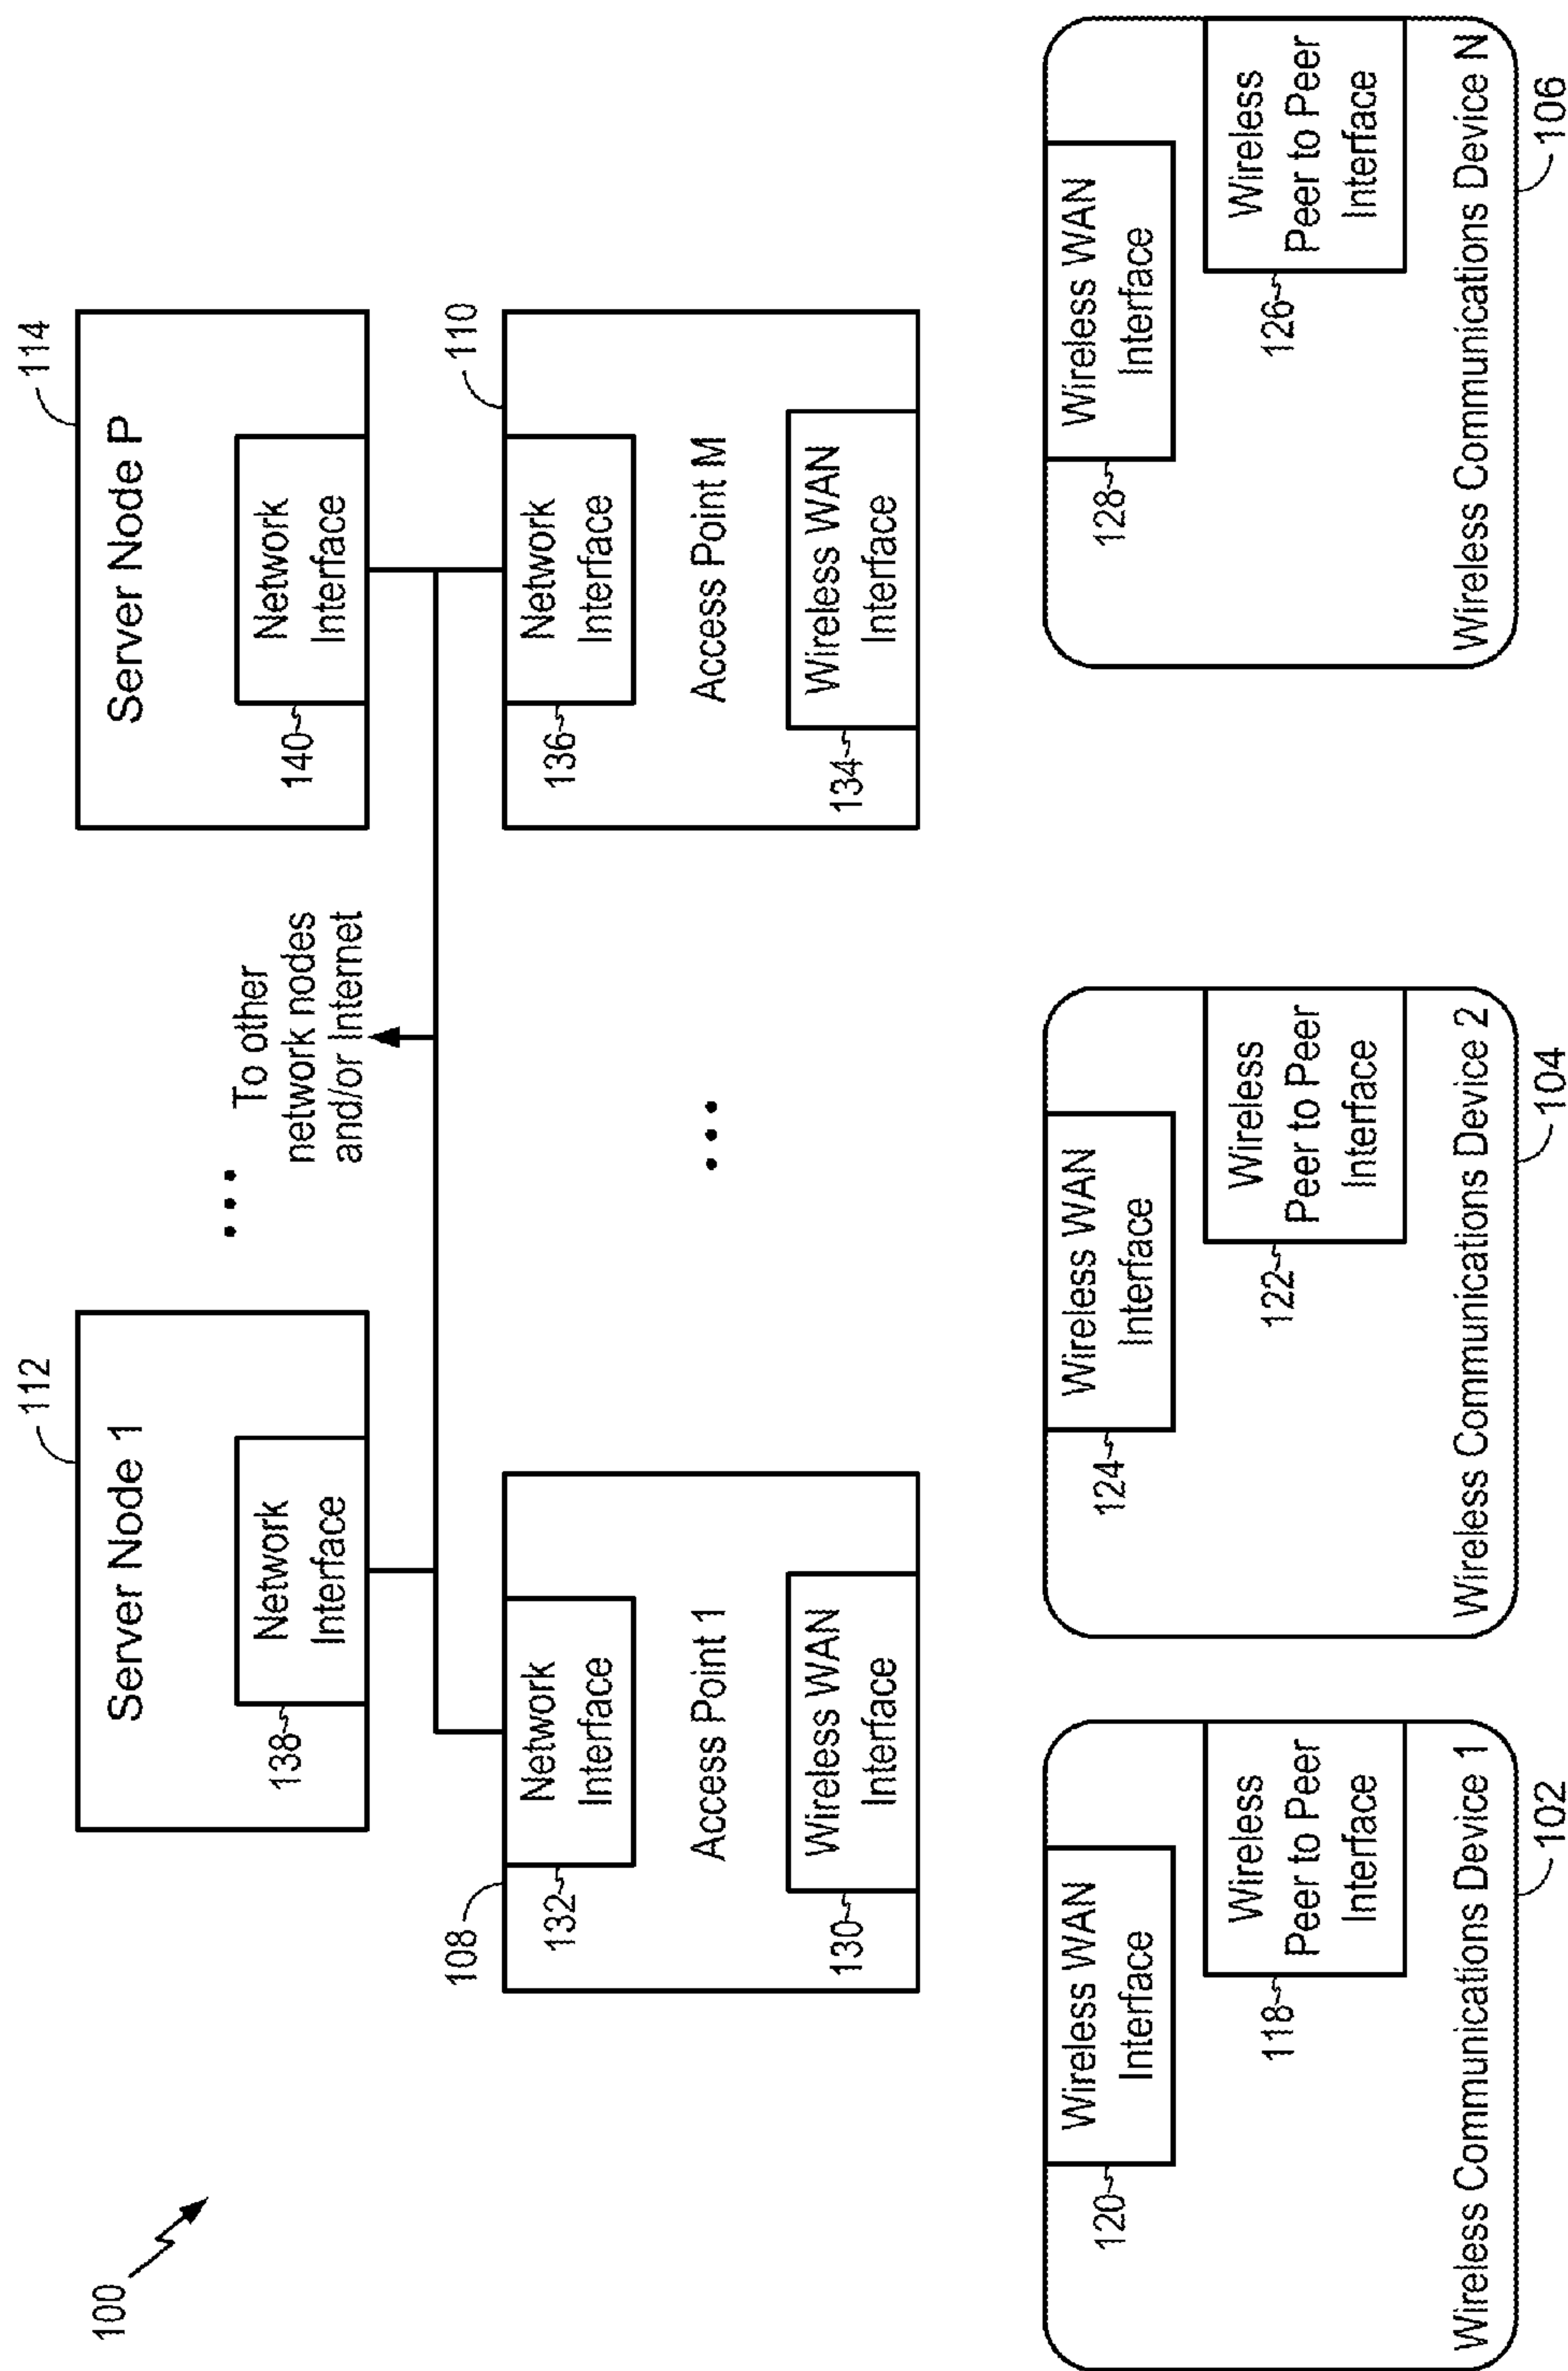 100
112
Server Node 1
Network
Interface
138
...
To other
network nodes
and/or Internet
114
Server Node P
Network
Interface
140
108
Network
Interface
132
Access Point 1
Wireless WAN
Interface
130
...
110
Network
Interface
136
Access Point M
Wireless WAN
Interface
134
Wireless WAN
Interface
120
Wireless
Peer to Peer
Interface
118
Wireless Communications Device 1
102
Wireless WAN
Interface
124
Wireless
Peer to Peer
Interface
122
Wireless Communications Device 2
104
Wireless WAN
Interface
128
Wireless
Peer to Peer
Interface
126
Wireless Communications Device N
106